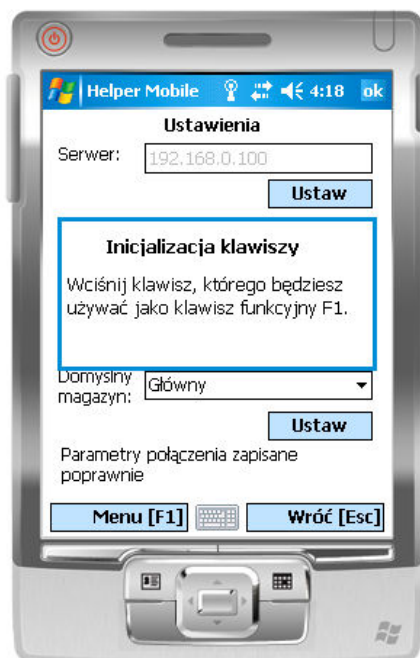 Helper Mobile 4:18 ok
Ustawienia
Serwer: 192.168.0.100
Ustaw
Inicjalizacja klawiszy
Wciśnij klawisz, którego będziesz
używać jako klawisz funkcyjny F1.
Domyślny
magazyn: Główny
Ustaw
Parametry połączenia zapisane
poprawnie
Menu [F1] Wróć [Esc]